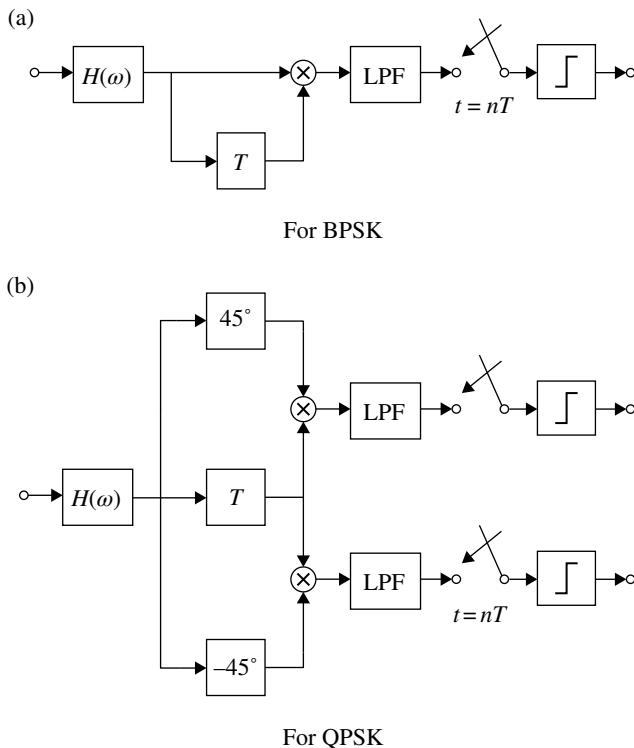 (a)
H(ω)
LPF
t = nT
T
For BPSK
(b)
45°
LPF
H(ω)
T
LPF
t = nT
–45°
For QPSK